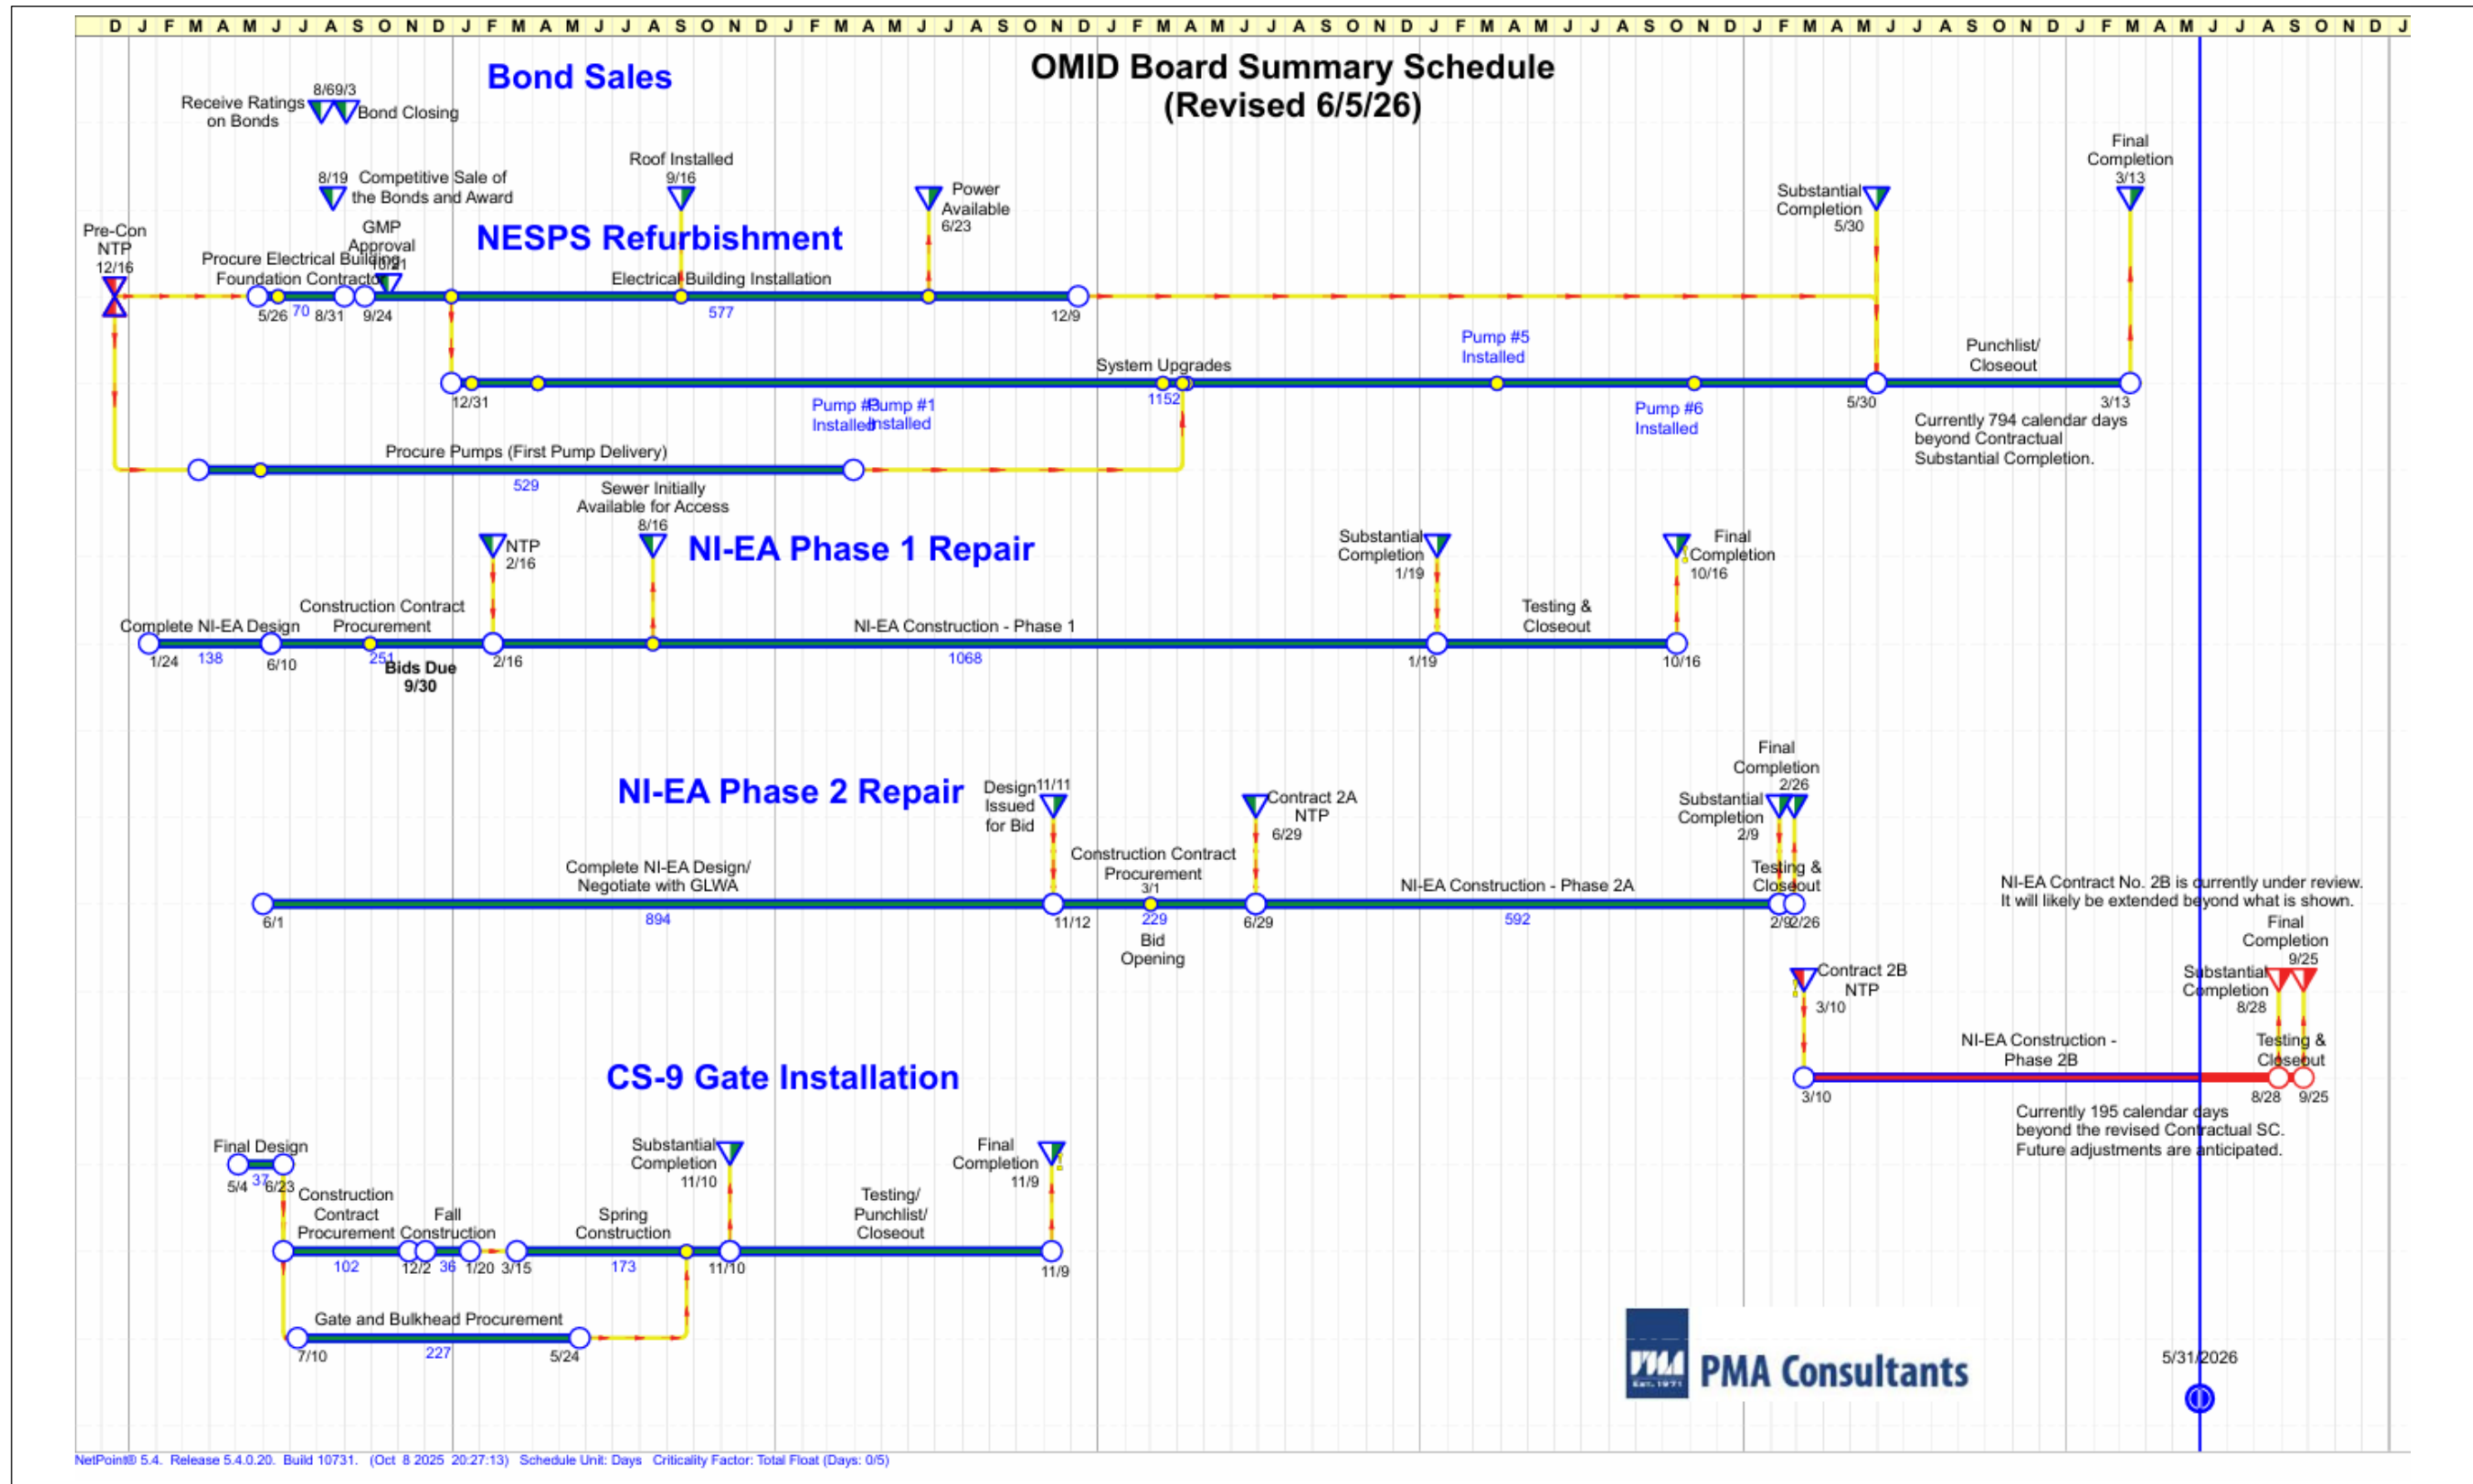 D J F M A M J J A S O N D J F M A M J J A S O N D J F M A M J J A S O N D J F M A M J J A S O N D J F M A M J J A S O N D J F M A M J J A S O N D J F M A M J J A S O N D J
OMID Board Summary Schedule
(Revised 6/5/26)
Bond Sales
8/6 9/3
Receive Ratings
on Bonds
Bond Closing
8/19
Competitive Sale of
the Bonds and Award
NESPS Refurbishment
Pre-Con
NTP
12/16
GMP
Approval
10/21
Procure Electrical Building
Foundation Contractor
5/26
70
8/31
9/24
Roof Installed
9/16
Electrical Building Installation
577
Power
Available
6/23
12/9
Substantial
Completion
5/30
Final
Completion
3/13
12/31
System Upgrades
1152
Pump #3
Installed
Pump #1
Installed
Pump #5
Installed
Pump #6
Installed
5/30
Punchlist/
Closeout
3/13
Currently 794 calendar days
beyond Contractual
Substantial Completion.
Procure Pumps (First Pump Delivery)
529
NI-EA Phase 1 Repair
Sewer Initially
Available for Access
8/16
NTP
2/16
Substantial
Completion
1/19
Final
Completion
10/16
Complete NI-EA Design
1/24
138
6/10
Construction Contract
Procurement
251
Bids Due
9/30
2/16
NI-EA Construction - Phase 1
1068
1/19
Testing &
Closeout
10/16
NI-EA Phase 2 Repair
Design
Issued
for Bid
11/11
Contract 2A
NTP
6/29
Final
Completion
2/26
Substantial
Completion
2/9
Complete NI-EA Design/
Negotiate with GLWA
6/1
894
11/12
Construction Contract
Procurement
3/1
229
Bid
Opening
6/29
NI-EA Construction - Phase 2A
592
Testing &
Closeout
2/9
2/26
NI-EA Contract No. 2B is currently under review.
It will likely be extended beyond what is shown.
Contract 2B
NTP
3/10
Final
Completion
9/25
Substantial
Completion
8/28
NI-EA Construction -
Phase 2B
Testing &
Closeout
3/10
8/28
9/25
Currently 195 calendar days
beyond the revised Contractual SC.
Future adjustments are anticipated.
CS-9 Gate Installation
Final Design
5/4
37
6/23
Substantial
Completion
11/10
Final
Completion
11/9
Construction
Contract
Procurement
102
12/2
Fall
Construction
36
1/20
3/15
Spring
Construction
173
11/10
Testing/
Punchlist/
Closeout
11/9
Gate and Bulkhead Procurement
7/10
227
5/24
PMA
Est. 1971
PMA Consultants
5/31/2026
NetPoint® 5.4. Release 5.4.0.20. Build 10731. (Oct 8 2025 20:27:13) Schedule Unit: Days Criticality Factor: Total Float (Days: 0/5)